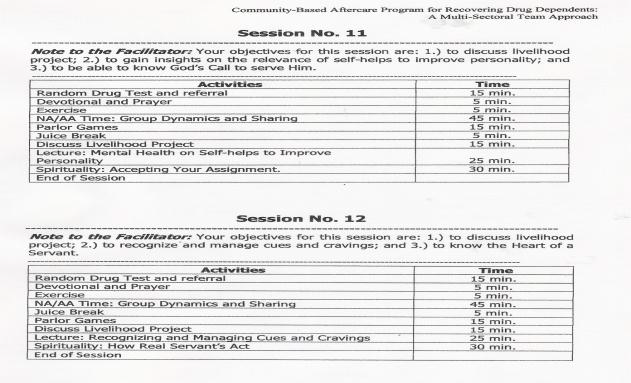 Community-Based Aftercare Program for Recovering Drug Dependents:
A Multi-Sectoral Team Approach
Session No. 11
Note to the Facilitator: Your objectives for this session are: 1.) to discuss livelihood
project; 2.) to gain insights on the relevance of self-helps to improve personality; and
3.) to be able to know God's Call to serve Him.
Activities Time
Random Drug Test and referral 15 min.
Devotional and Prayer 5 min.
Exercise 5 min.
NA/AA Time: Group Dynamics and Sharing 45 min.
Parlor Games 15 min.
Juice Break 5 min.
Discuss Livelihood Project 15 min.
Lecture: Mental Health on Self-helps to Improve
Personality 25 min.
Spirituality: Accepting Your Assignment. 30 min.
End of Session
Session No. 12
Note to the Facilitator: Your objectives for this session are: 1.) to discuss livelihood
project; 2.) to recognize and manage cues and cravings; and 3.) to know the Heart of a
Servant.
Activities Time
Random Drug Test and referral 15 min.
Devotional and Prayer 5 min.
Exercise 5 min.
NA/AA Time: Group Dynamics and Sharing 45 min.
Juice Break 5 min.
Parlor Games 15 min.
Discuss Livelihood Project 15 min.
Lecture: Recognizing and Managing Cues and Cravings 25 min.
Spirituality: How Real Servant's Act 30 min.
End of Session